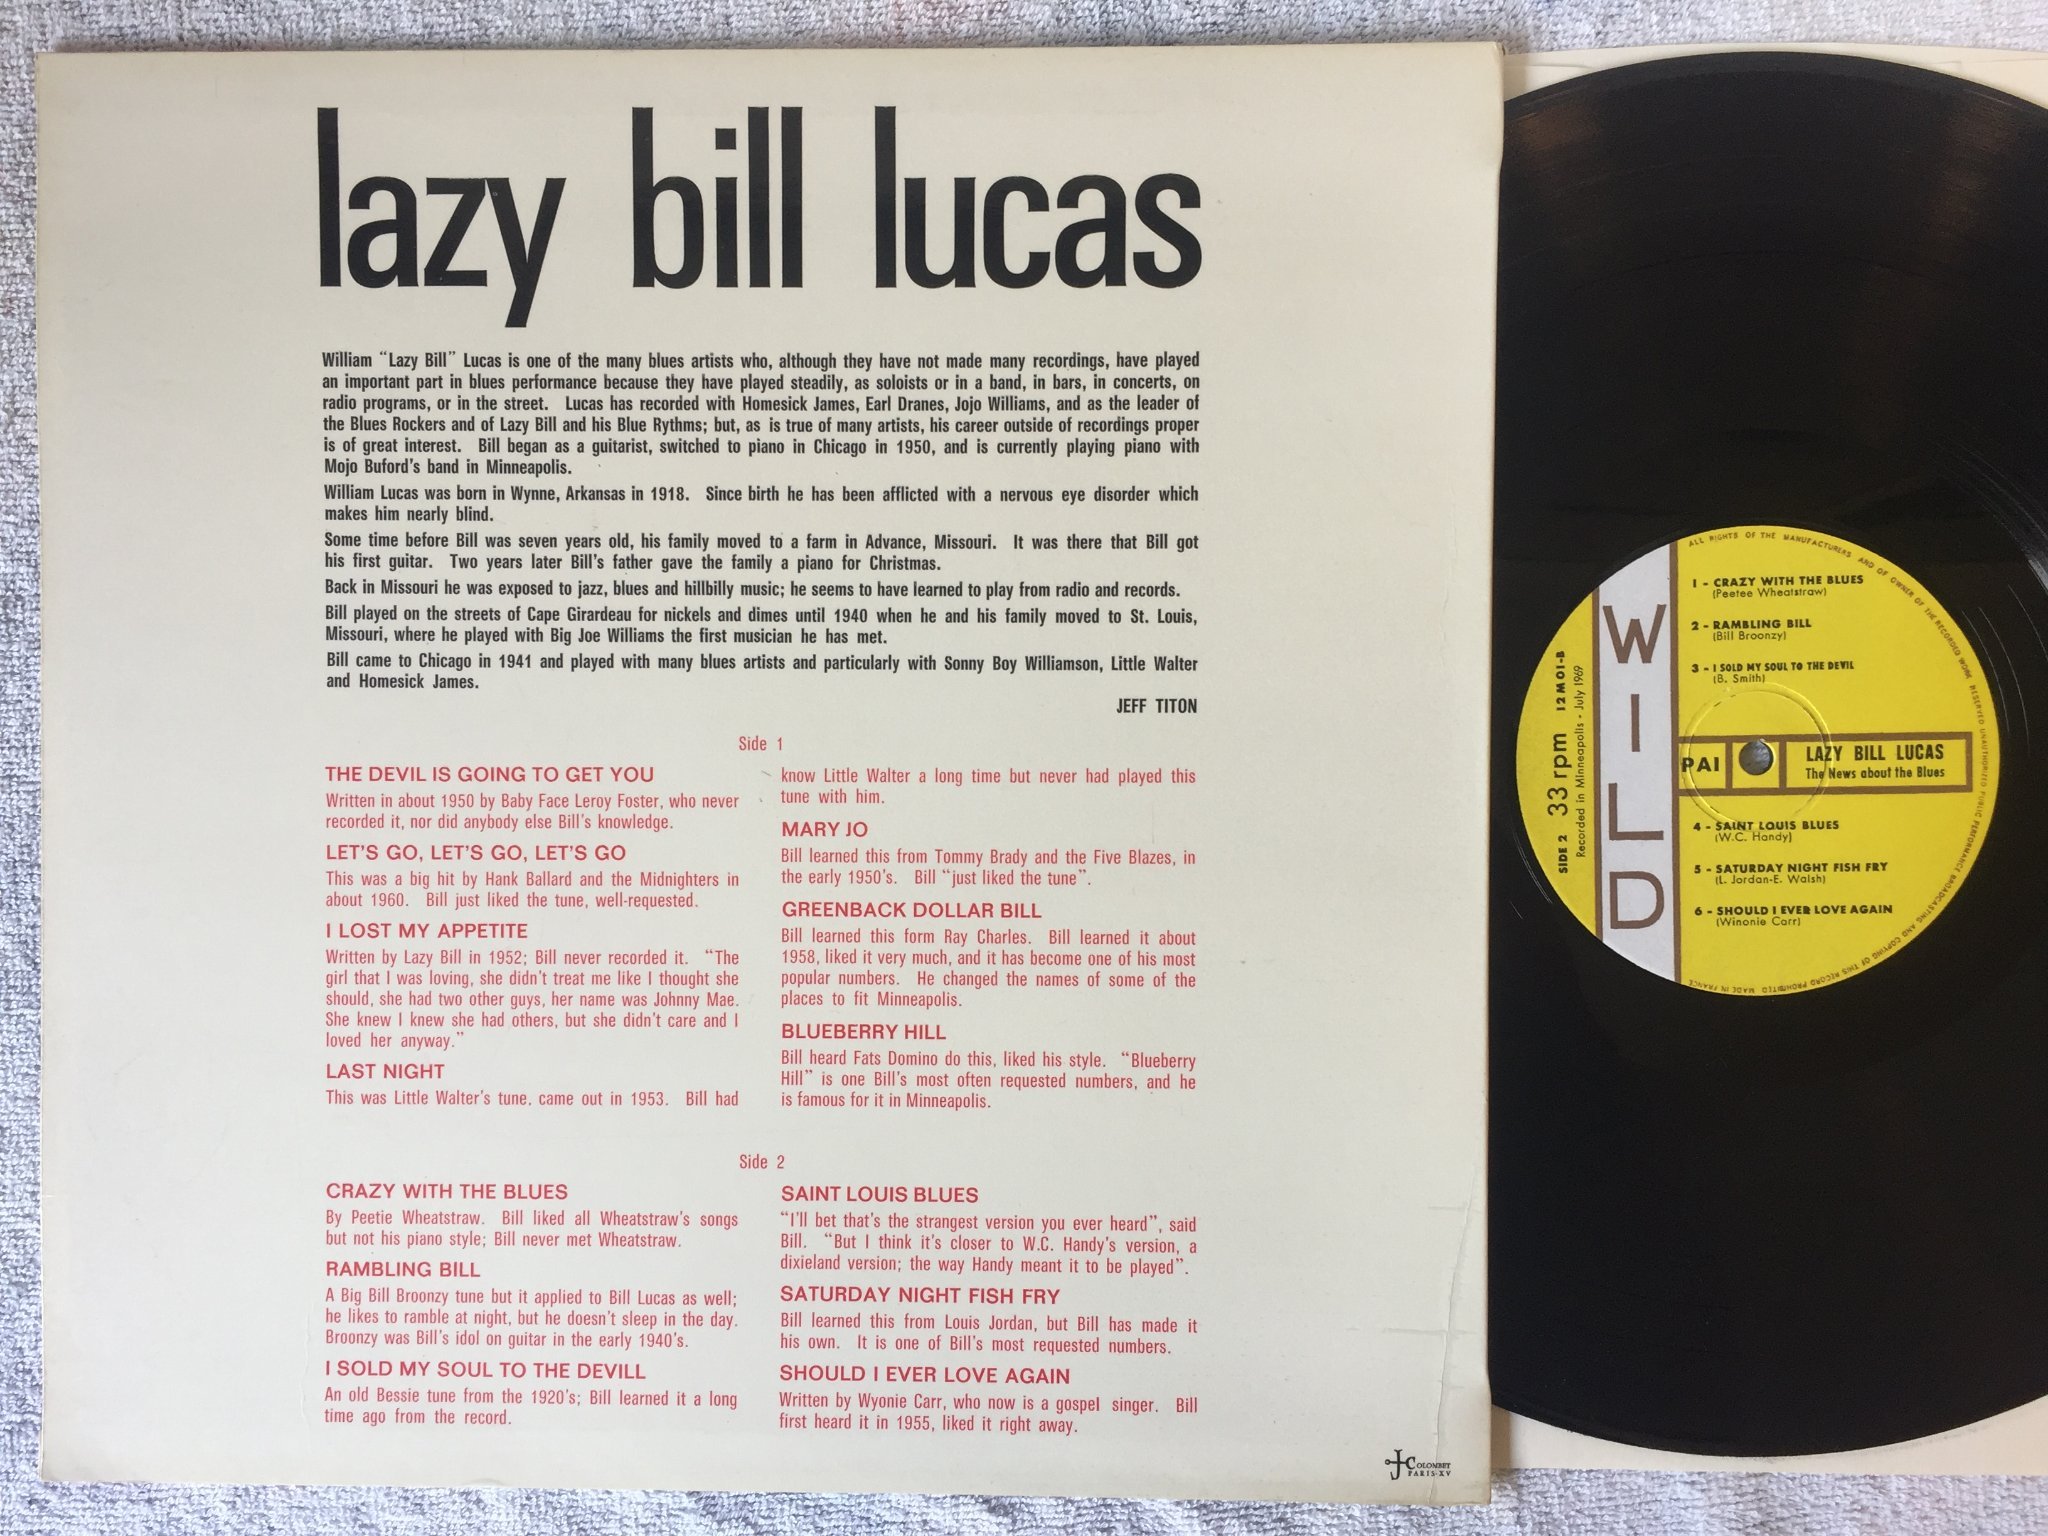 lazy bill lucas
William “Lazy Bill” Lucas is one of the many blues artists who, although they have not made many recordings, have played
an important part in blues performance because they have played steadily, as soloists or in a band, in bars, in concerts, on
radio programs, or in the street. Lucas has recorded with Homesick James, Earl Dranes, Jojo Williams, and as the leader of
the Blues Rockers and of Lazy Bill and his Blue Rythms; but, as is true of many artists, his career outside of recordings proper
is of great interest. Bill began as a guitarist, switched to piano in Chicago in 1950, and is currently playing piano with
Mojo Buford's band in Minneapolis.
William Lucas was born in Wynne, Arkansas in 1918. Since birth he has been afflicted with a nervous eye disorder which
makes him nearly blind.
Some time before Bill was seven years old, his family moved to a farm in Advance, Missouri. It was there that Bill got
his first guitar. Two years later Bill's father gave the family a piano for Christmas.
Back in Missouri he was exposed to jazz, blues and hillbilly music; he seems to have learned to play from radio and records.
Bill played on the streets of Cape Girardeau for nickels and dimes until 1940 when he and his family moved to St. Louis,
Missouri, where he played with Big Joe Williams the first musician he has met.
Bill came to Chicago in 1941 and played with many blues artists and particularly with Sonny Boy Williamson, Little Walter
and Homesick James.
JEFF TITON
Side 1
THE DEVIL IS GOING TO GET YOU
Written in about 1950 by Baby Face Leroy Foster, who never
recorded it, nor did anybody else Bill's knowledge.
LET'S GO, LET'S GO, LET'S GO
This was a big hit by Hank Ballard and the Midnighters in
about 1960. Bill just liked the tune, well-requested.
I LOST MY APPETITE
Written by Lazy Bill in 1952; Bill never recorded it. “The
girl that I was loving, she didn't treat me like I thought she
should, she had two other guys, her name was Johnny Mae.
She knew I knew she had others, but she didn't care and I
loved her anyway.”
LAST NIGHT
This was Little Walter's tune, came out in 1953. Bill had
know Little Walter a long time but never had played this
tune with him.
MARY JO
Bill learned this from Tommy Brady and the Five Blazes, in
the early 1950's. Bill “just liked the tune”.
GREENBACK DOLLAR BILL
Bill learned this form Ray Charles. Bill learned it about
1958, liked it very much, and it has become one of his most
popular numbers. He changed the names of some of the
places to fit Minneapolis.
BLUEBERRY HILL
Bill heard Fats Domino do this, liked his style. “Blueberry
Hill” is one Bill's most often requested numbers, and he
is famous for it in Minneapolis.
Side 2
CRAZY WITH THE BLUES
By Peetie Wheatstraw. Bill liked all Wheatstraw's songs
but not his piano style; Bill never met Wheatstraw.
RAMBLING BILL
A Big Bill Broonzy tune but it applied to Bill Lucas as well;
he likes to ramble at night, but he doesn't sleep in the day.
Broonzy was Bill's idol on guitar in the early 1940's.
I SOLD MY SOUL TO THE DEVILL
An old Bessie tune from the 1920's; Bill learned it a long
time ago from the record.
SAINT LOUIS BLUES
“I'll bet that's the strangest version you ever heard”, said
Bill. “But I think it's closer to W.C. Handy's version, a
dixieland version; the way Handy meant it to be played”.
SATURDAY NIGHT FISH FRY
Bill learned this from Louis Jordan, but Bill has made it
his own. It is one of Bill's most requested numbers.
SHOULD I EVER LOVE AGAIN
Written by Wyonie Carr, who now is a gospel singer. Bill
first heard it in 1955, liked it right away.
J COLOMBET
PARIS-XV
ALL RIGHTS OF THE MANUFACTURERS AND OF OWNER OF THE RECORDED WORK RESERVED UNAUTHORIZED PUBLIC PERFORMANCE BROADCASTING AND COPYING OF THIS RECORD PROHIBITED MADE IN FRANCE
WILD
SIDE 2 33 rpm 12M01-B
Recorded in Minneapolis - July 1969
1 - CRAZY WITH THE BLUES
(Peetee Wheatstraw)
2 - RAMBLING BILL
(Bill Broonzy)
3 - I SOLD MY SOUL TO THE DEVIL
(B. Smith)
PAI
LAZY BILL LUCAS
The News about the Blues
4 - SAINT LOUIS BLUES
(W.C. Handy)
5 - SATURDAY NIGHT FISH FRY
(L. Jordan-E. Walsh)
6 - SHOULD I EVER LOVE AGAIN
(Winonie Carr)